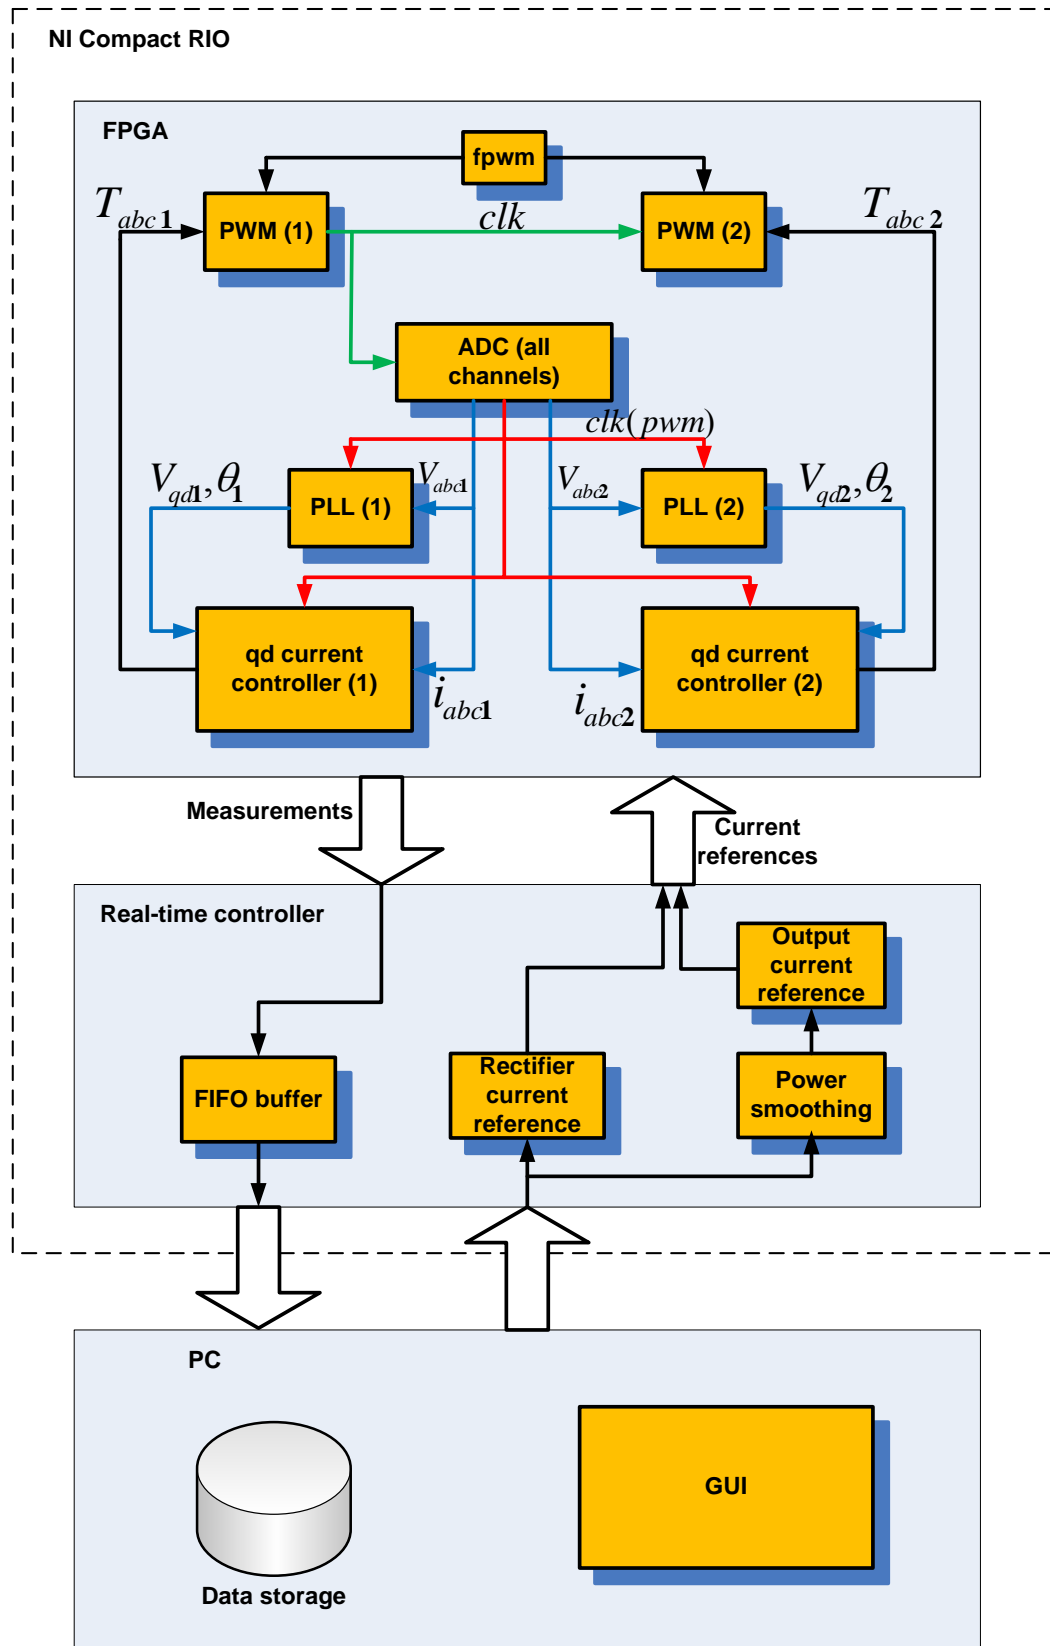 NI Compact RIO
FPGA
fpwm
T_abc1
PWM (1)
clk
PWM (2)
T_abc2
ADC (all
channels)
clk(pwm)
V_qd1,θ_1
PLL (1)
V_abc1
V_abc2
PLL (2)
V_qd2,θ_2
qd current
controller (1)
i_abc1
i_abc2
qd current
controller (2)
Measurements
Current
references
Real-time controller
Output
current
reference
FIFO buffer
Rectifier
current
reference
Power
smoothing
PC
GUI
Data storage